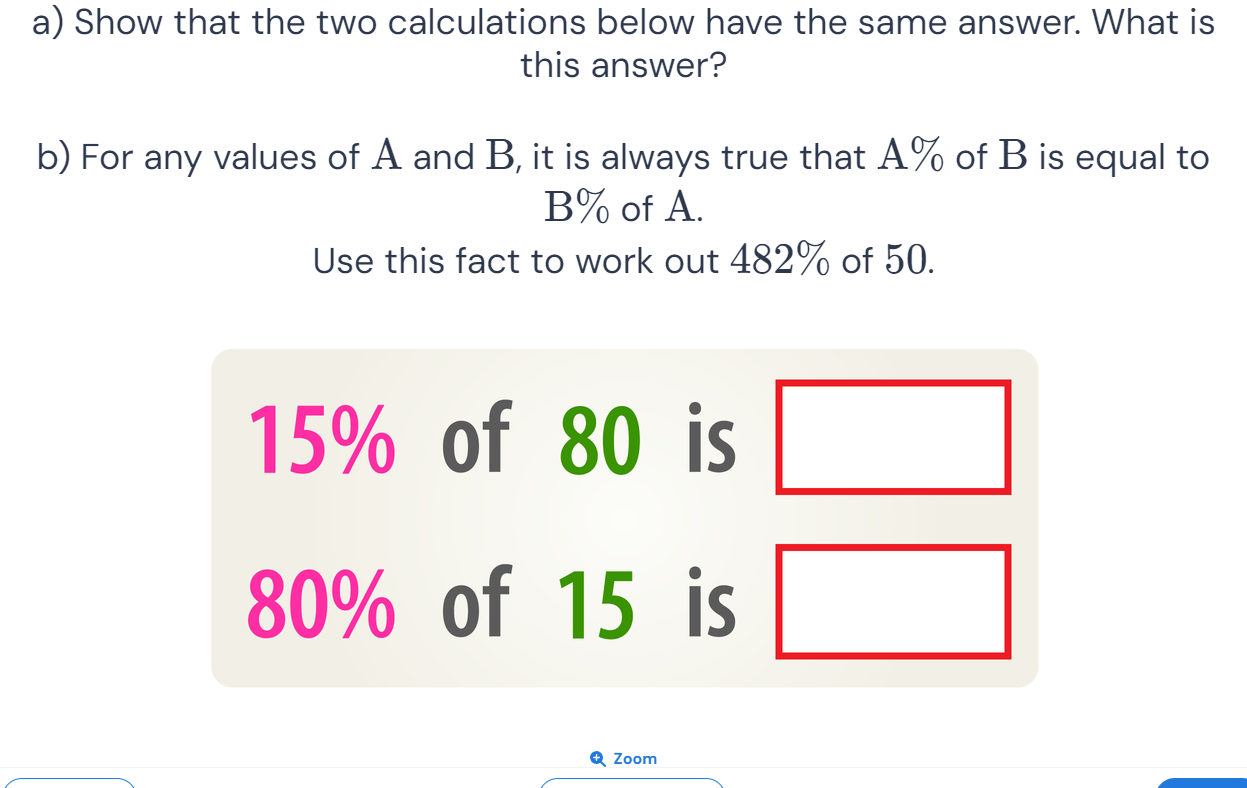 a) Show that the two calculations below have the same answer. What is
this answer?
b) For any values of A and B, it is always true that A% of B is equal to
B% of A.
Use this fact to work out 482% of 50.
15% of 80 is
80% of 15 is
Zoom